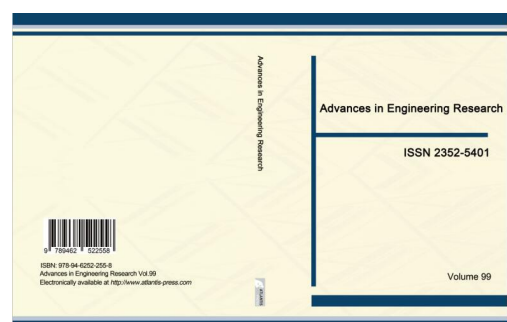 9 789462 522558
ISBN: 978-94-6252-255-8
Advances in Engineering Research Vol.99
Electronically available at http://www.atlantis-press.com
Advances in Engineering Research
ATLANTIS
Advances in Engineering Research
ISSN 2352-5401
Volume 99